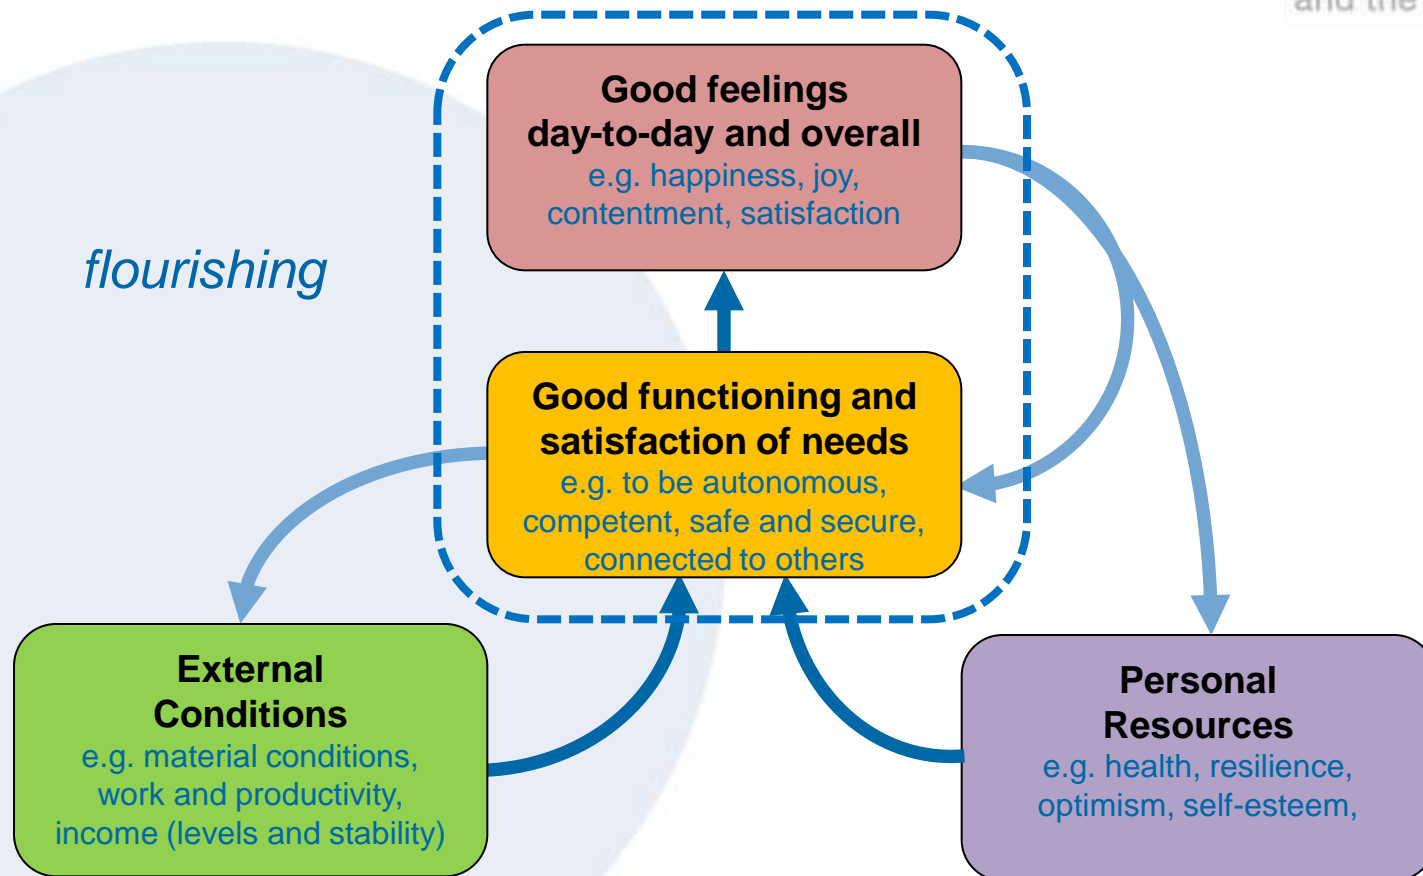 and the
Good feelings
day-to-day and overall
e.g. happiness, joy,
contentment, satisfaction
flourishing
Good functioning and
satisfaction of needs
e.g. to be autonomous,
competent, safe and secure,
connected to others
External
Conditions
e.g. material conditions,
work and productivity,
income (levels and stability)
Personal
Resources
e.g. health, resilience,
optimism, self-esteem,